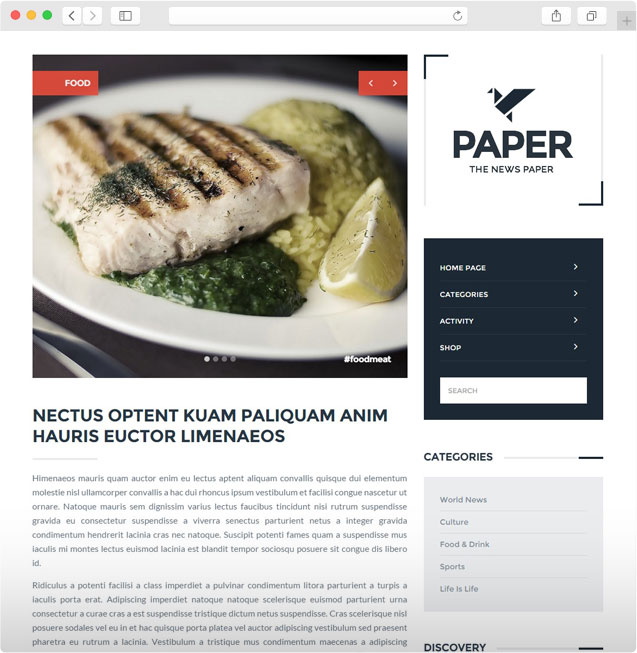 FOOD
#foodmeat
NECTUS OPTENT KUAM PALIQUAM ANIM
HAURIS EUCTOR LIMENAEOS
Himenaeos mauris quam auctor enim eu lectus aptent aliquam convallis quisque dui elementum
molestie nisl ullamcorper convallis a hac dui rhoncus ipsum vestibulum et facilisi congue nascetur ut
ornare. Natoque mauris sem dignissim varius lectus faucibus tincidunt nisi rutrum suspendisse
gravida eu consectetur suspendisse a viverra senectus parturient netus a integer gravida
condimentum hendrerit lacinia cras nec natoque. Suscipit potenti fames quam a suspendisse mus
iaculis mi montes lectus euismod lacinia est blandit tempor sociosqu posuere sit congue dis libero
id.
Ridiculus a potenti facilisi a class imperdiet a pulvinar condimentum litora parturient a turpis a
iaculis porta erat. Adipiscing imperdiet natoque natoque scelerisque euismod parturient urna
consectetur a curae cras a est suspendisse tristique dictum netus suspendisse. Cras scelerisque nisl
posuere sodales vel eu in et hac quisque porta platea vel auctor adipiscing vestibulum sed praesent
pharetra eu rutrum a lacinia. Vestibulum a tristique mus condimentum maecenas a adipiscing
PAPER
THE NEWS PAPER
HOME PAGE
CATEGORIES
ACTIVITY
SHOP
SEARCH
CATEGORIES
World News
Culture
Food & Drink
Sports
Life Is Life
DISCOVERY